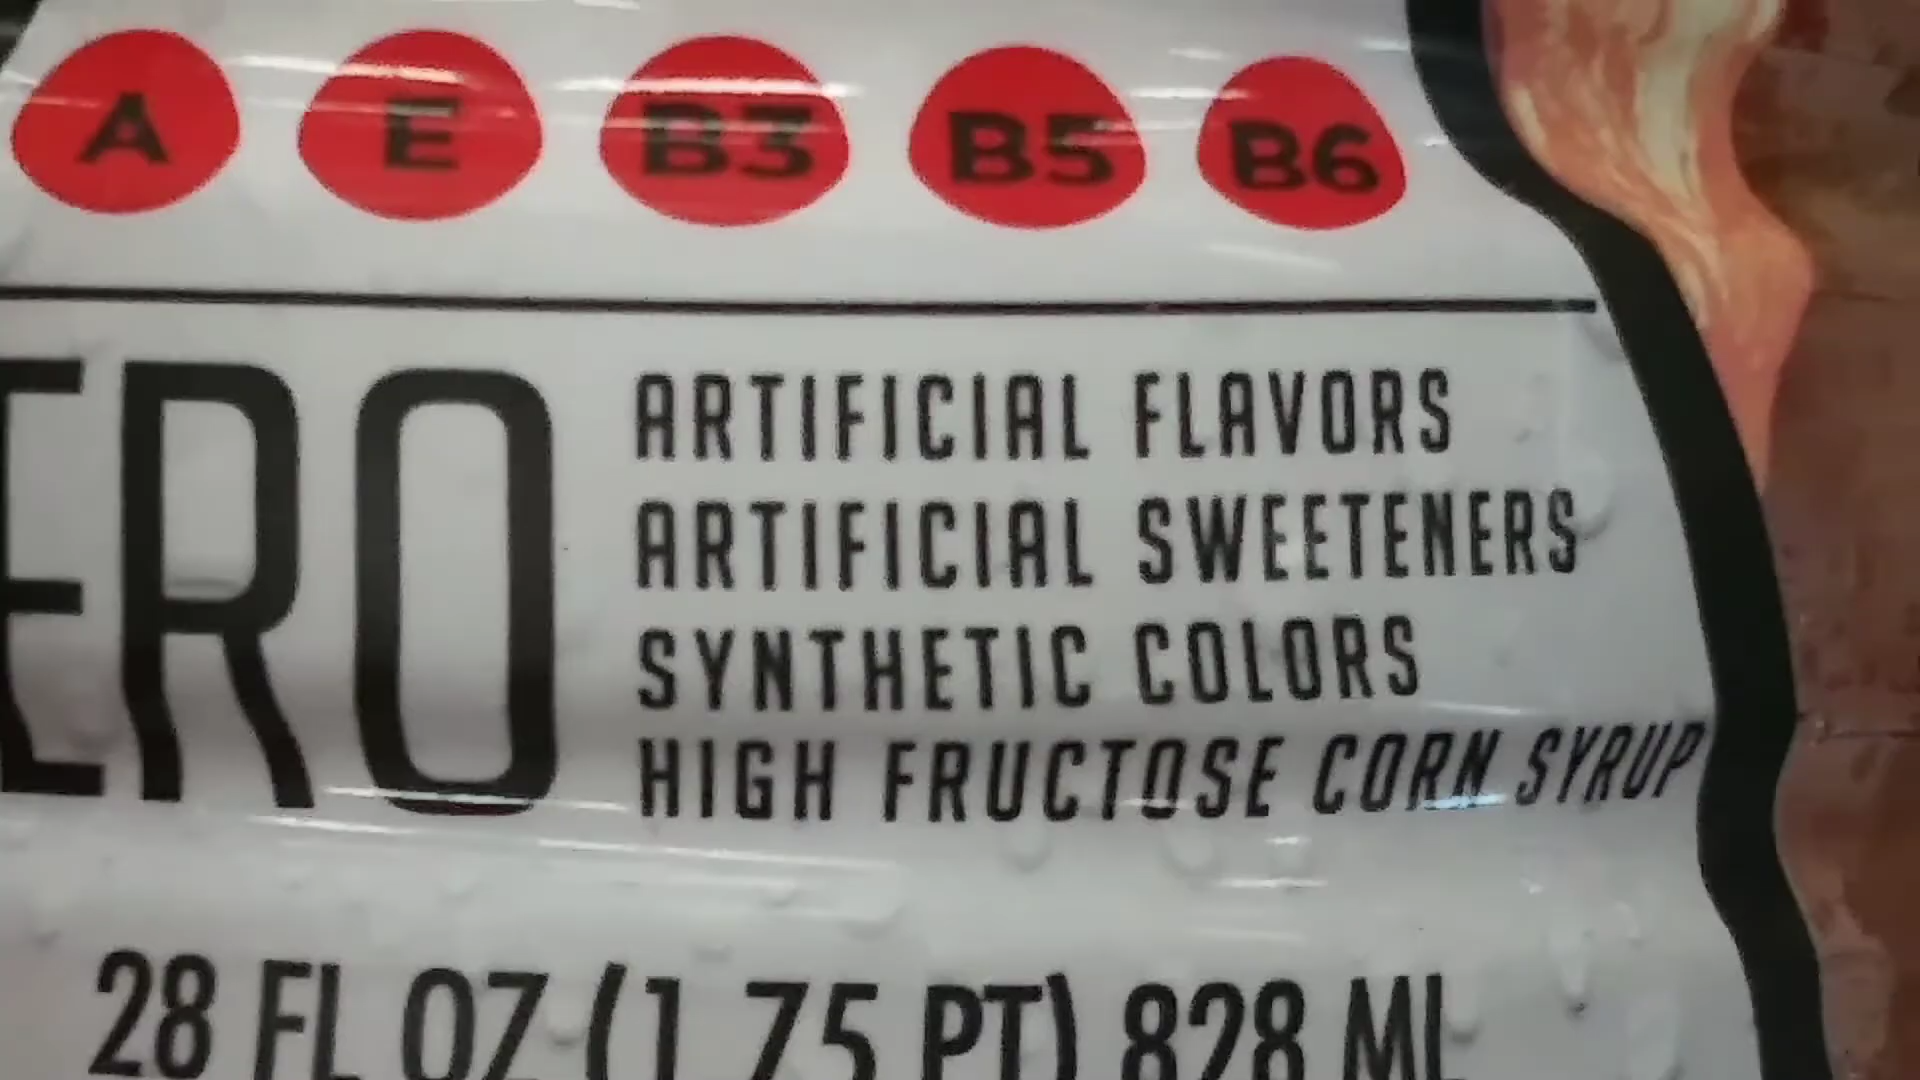 A E B3 B5 B6
ERO
ARTIFICIAL FLAVORS
ARTIFICIAL SWEETENERS
SYNTHETIC COLORS
HIGH FRUCTOSE CORN SYRUP
28 FL OZ (1.75 PT) 828 ML